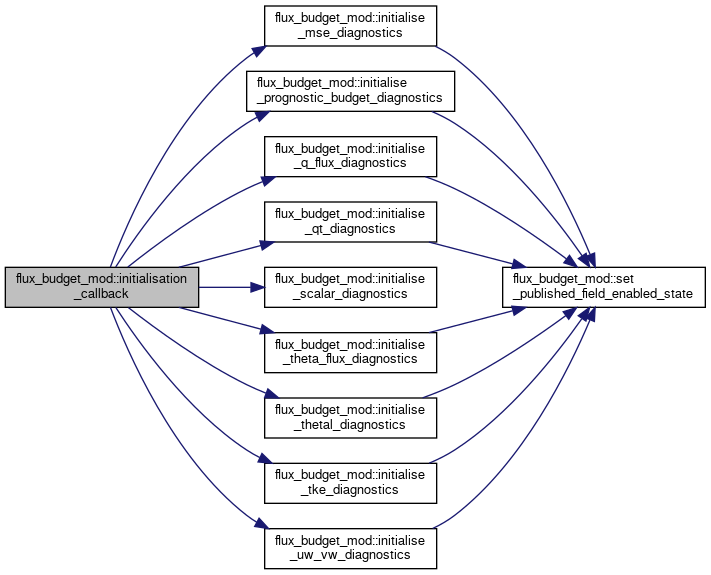 flux_budget_mod::initialise
_mse_diagnostics
flux_budget_mod::initialise
_prognostic_budget_diagnostics
flux_budget_mod::initialise
_q_flux_diagnostics
flux_budget_mod::initialise
_qt_diagnostics
flux_budget_mod::initialisation
_callback
flux_budget_mod::initialise
_scalar_diagnostics
flux_budget_mod::set
_published_field_enabled_state
flux_budget_mod::initialise
_theta_flux_diagnostics
flux_budget_mod::initialise
_thetal_diagnostics
flux_budget_mod::initialise
_tke_diagnostics
flux_budget_mod::initialise
_uw_vw_diagnostics